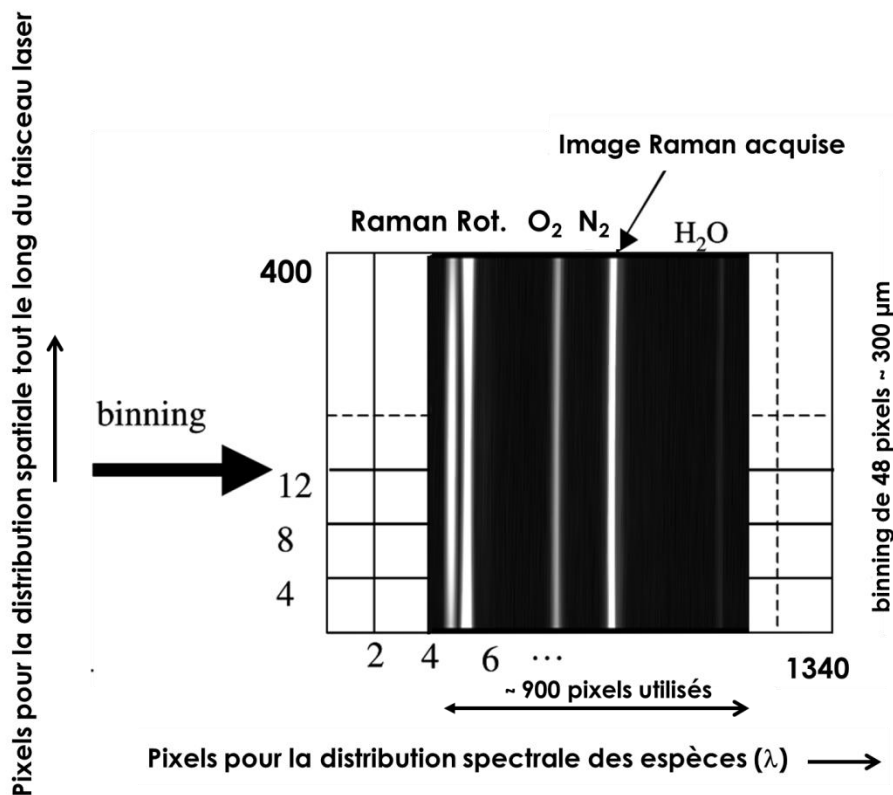 Pixels pour la distribution spatiale tout le long du faisceau laser
Image Raman acquise
Raman Rot. O₂ N₂ H₂O
400
binning
12
8
4
2 4 6 ...
1340
~ 900 pixels utilisés
binning de 48 pixels ~ 300 µm
Pixels pour la distribution spectrale des espèces (λ)